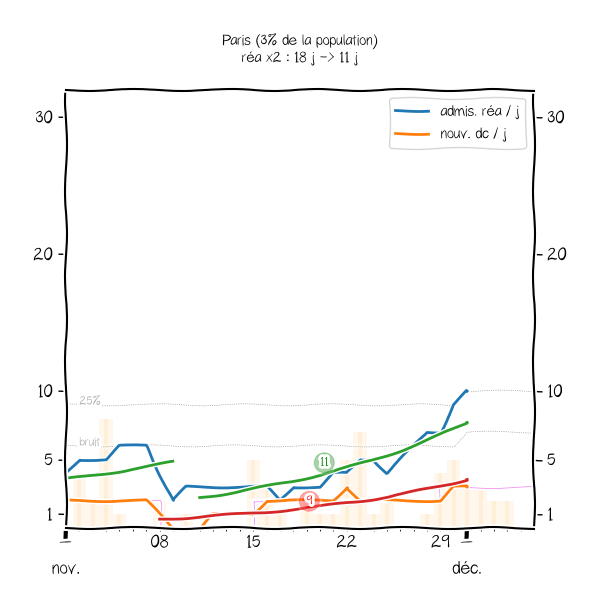 Paris (3% de la population)
réa x2 : 18 j -> 11 j
admis. réa / j
nouv. dc / j
30
30
20
20
10
10
25%
bruit
5
5
11
9
1
1
08
15
22
29
nov.
déc.